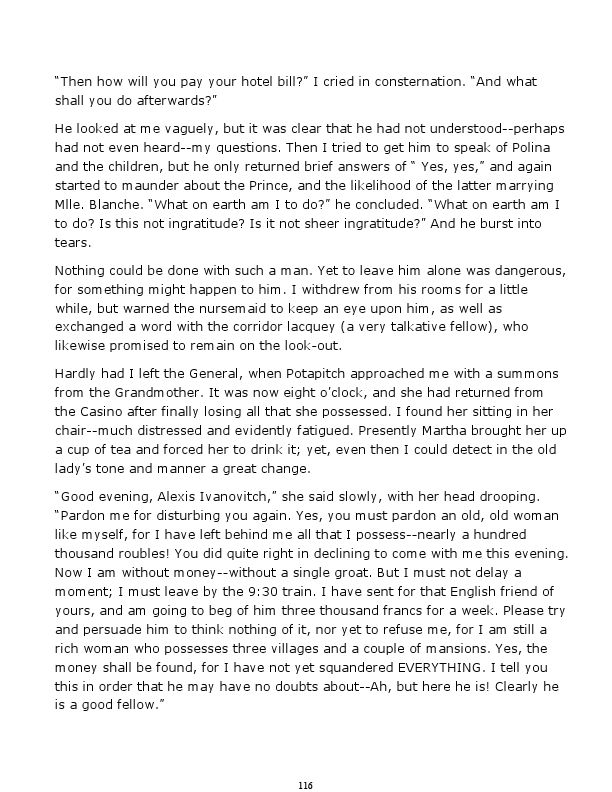 “Then how will you pay your hotel bill?” I cried in consternation. “And what
shall you do afterwards?”
He looked at me vaguely, but it was clear that he had not understood--perhaps
had not even heard--my questions. Then I tried to get him to speak of Polina
and the children, but he only returned brief answers of “ Yes, yes,” and again
started to maunder about the Prince, and the likelihood of the latter marrying
Mlle. Blanche. “What on earth am I to do?” he concluded. “What on earth am I
to do? Is this not ingratitude? Is it not sheer ingratitude?” And he burst into
tears.
Nothing could be done with such a man. Yet to leave him alone was dangerous,
for something might happen to him. I withdrew from his rooms for a little
while, but warned the nursemaid to keep an eye upon him, as well as
exchanged a word with the corridor lacquey (a very talkative fellow), who
likewise promised to remain on the look-out.
Hardly had I left the General, when Potapitch approached me with a summons
from the Grandmother. It was now eight o’clock, and she had returned from
the Casino after finally losing all that she possessed. I found her sitting in her
chair--much distressed and evidently fatigued. Presently Martha brought her up
a cup of tea and forced her to drink it; yet, even then I could detect in the old
lady’s tone and manner a great change.
“Good evening, Alexis Ivanovitch,” she said slowly, with her head drooping.
“Pardon me for disturbing you again. Yes, you must pardon an old, old woman
like myself, for I have left behind me all that I possess--nearly a hundred
thousand roubles! You did quite right in declining to come with me this evening.
Now I am without money--without a single groat. But I must not delay a
moment; I must leave by the 9:30 train. I have sent for that English friend of
yours, and am going to beg of him three thousand francs for a week. Please try
and persuade him to think nothing of it, nor yet to refuse me, for I am still a
rich woman who possesses three villages and a couple of mansions. Yes, the
money shall be found, for I have not yet squandered EVERYTHING. I tell you
this in order that he may have no doubts about--Ah, but here he is! Clearly he
is a good fellow.”
116